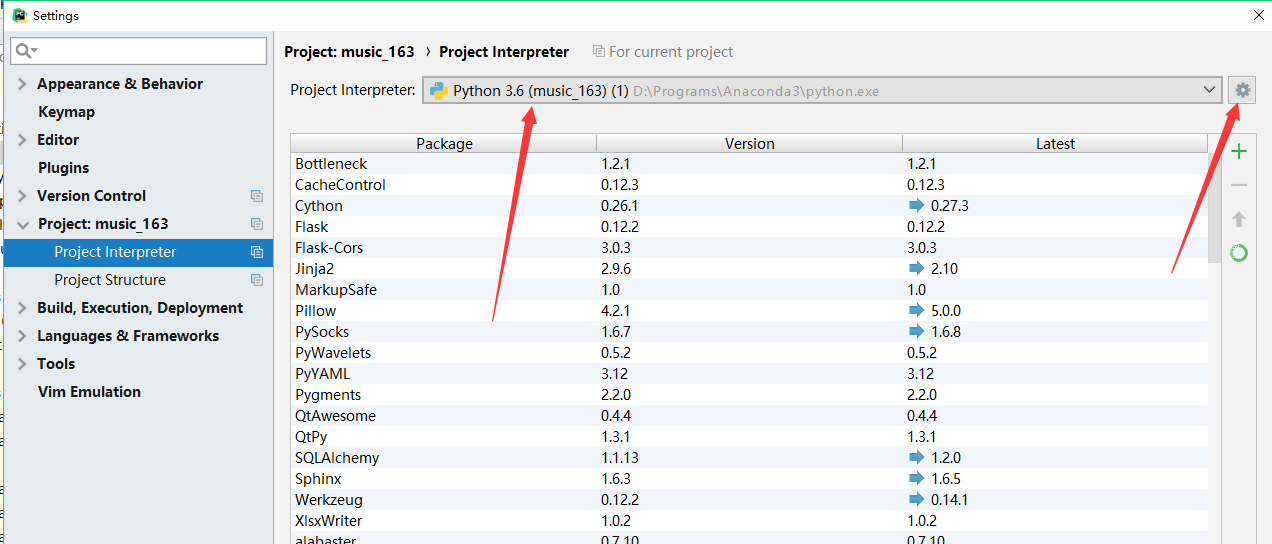 Settings
Project: music_163 › Project Interpreter For current project
Project Interpreter: Python 3.6 (music_163) (1) D:\Programs\Anaconda3\python.exe
Appearance & Behavior
Keymap
Editor
Plugins
Version Control
Project: music_163
Project Interpreter
Project Structure
Build, Execution, Deployment
Languages & Frameworks
Tools
Vim Emulation
Package Version Latest
Bottleneck 1.2.1 1.2.1
CacheControl 0.12.3 0.12.3
Cython 0.26.1 0.27.3
Flask 0.12.2 0.12.2
Flask-Cors 3.0.3 3.0.3
Jinja2 2.9.6 2.10
MarkupSafe 1.0 1.0
Pillow 4.2.1 5.0.0
PySocks 1.6.7 1.6.8
PyWavelets 0.5.2 0.5.2
PyYAML 3.12 3.12
Pygments 2.2.0 2.2.0
QtAwesome 0.4.4 0.4.4
QtPy 1.3.1 1.3.1
SQLAlchemy 1.1.13 1.2.0
Sphinx 1.6.3 1.6.5
Werkzeug 0.12.2 0.14.1
XlsxWriter 1.0.2 1.0.2
alabaster 0.7.10 0.7.10